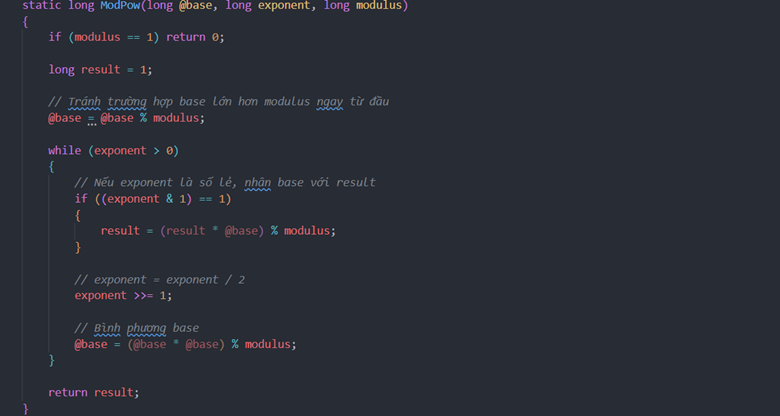 static long ModPow(long @base, long exponent, long modulus)
{
if (modulus == 1) return 0;
long result = 1;
// Tránh trường hợp base lớn hơn modulus ngay từ đầu
@base = @base % modulus;
while (exponent > 0)
{
// Nếu exponent là số lẻ, nhân base với result
if ((exponent & 1) == 1)
{
result = (result * @base) % modulus;
}
// exponent = exponent / 2
exponent >>= 1;
// Bình phương base
@base = (@base * @base) % modulus;
}
return result;
}